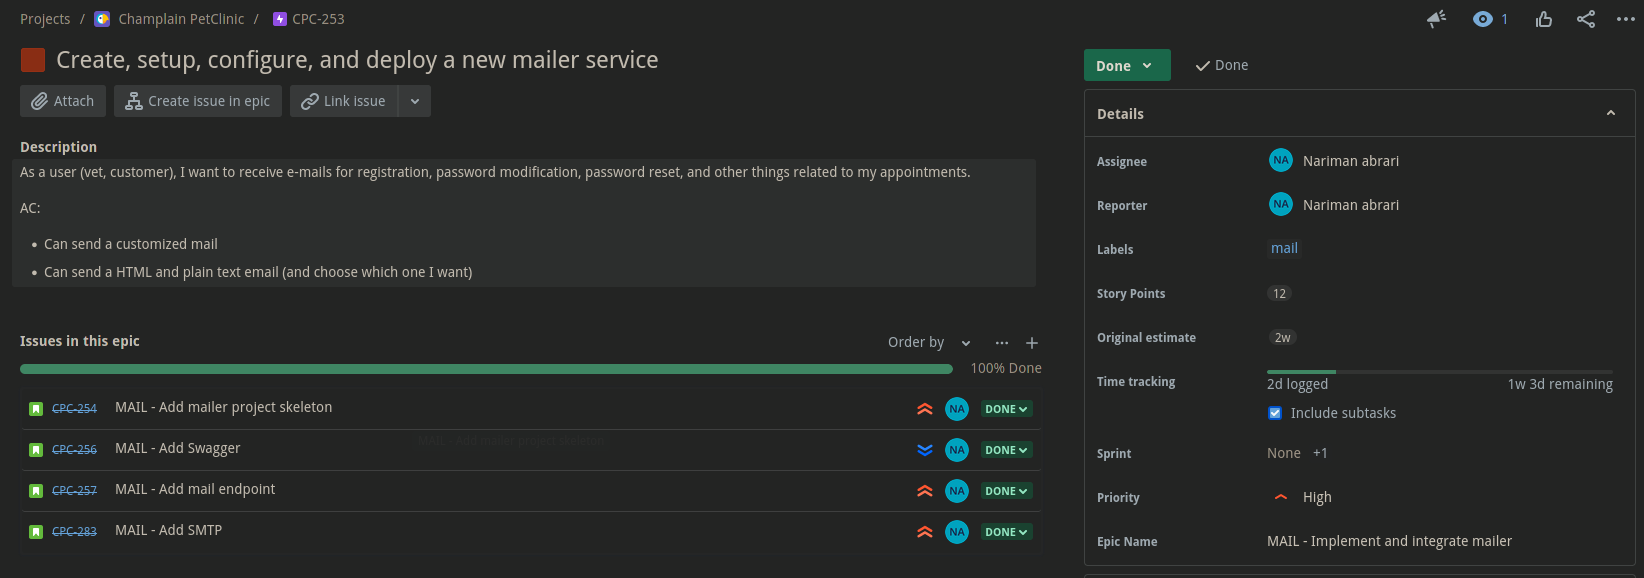 Projects / Champlain PetClinic / CPC-253
1
Create, setup, configure, and deploy a new mailer service
Done
Done
Attach
Create issue in epic
Link issue
Details
Description
As a user (vet, customer), I want to receive e-mails for registration, password modification, password reset, and other things related to my appointments.
AC:
• Can send a customized mail
• Can send a HTML and plain text email (and choose which one I want)
Issues in this epic
Order by
100% Done
CPC-254 MAIL - Add mailer project skeleton NA DONE
MAIL - Add mailer project skeleton
CPC-256 MAIL - Add Swagger NA DONE
CPC-257 MAIL - Add mail endpoint NA DONE
CPC-283 MAIL - Add SMTP NA DONE
Assignee NA Nariman abrari
Reporter NA Nariman abrari
Labels mail
Story Points 12
Original estimate 2w
Time tracking
2d logged 1w 3d remaining
Include subtasks
Sprint None +1
Priority High
Epic Name MAIL - Implement and integrate mailer